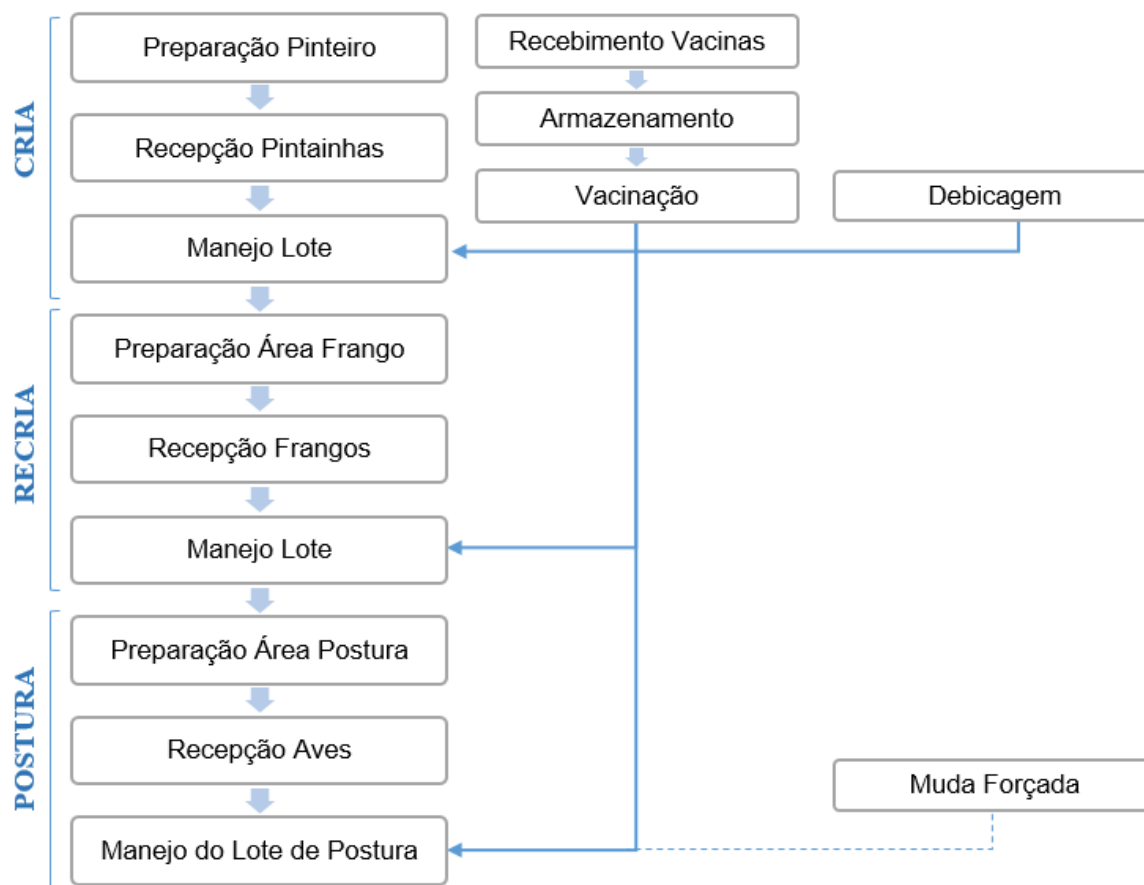 CRIA
Preparação Pinteiro
Recepção Pintainhas
Manejo Lote
Recebimento Vacinas
Armazenamento
Vacinação
Debicagem
RECRIA
Preparação Área Frango
Recepção Frangos
Manejo Lote
POSTURA
Preparação Área Postura
Recepção Aves
Manejo do Lote de Postura
Muda Forçada